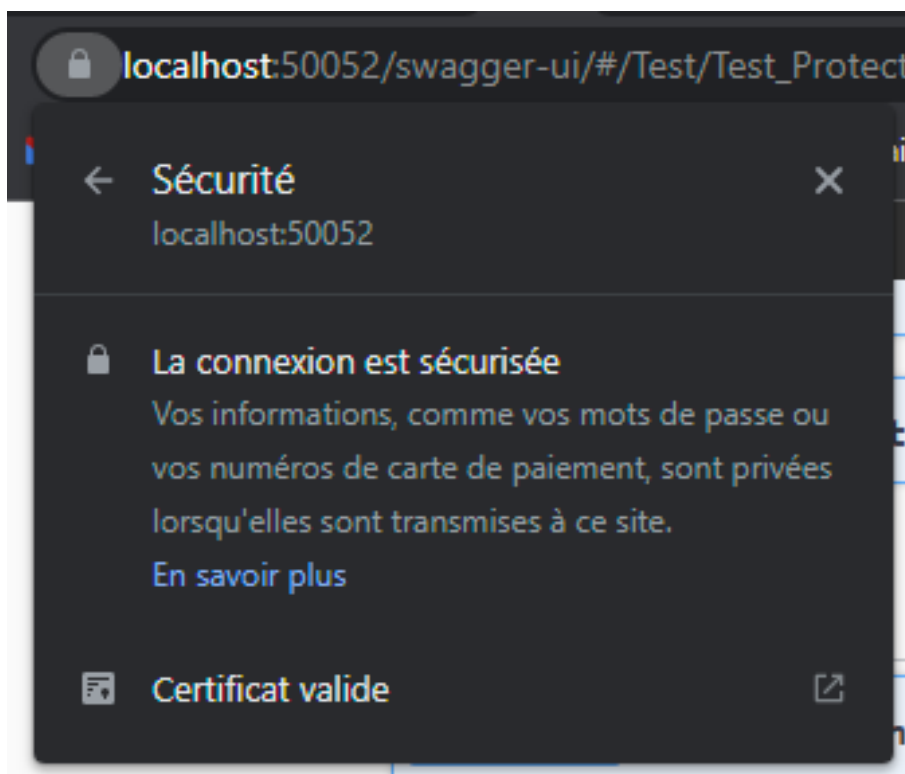 localhost:50052/swagger-ui/#/Test/Test_Protect
Sécurité
localhost:50052
La connexion est sécurisée
Vos informations, comme vos mots de passe ou
vos numéros de carte de paiement, sont privées
lorsqu'elles sont transmises à ce site.
En savoir plus
Certificat valide